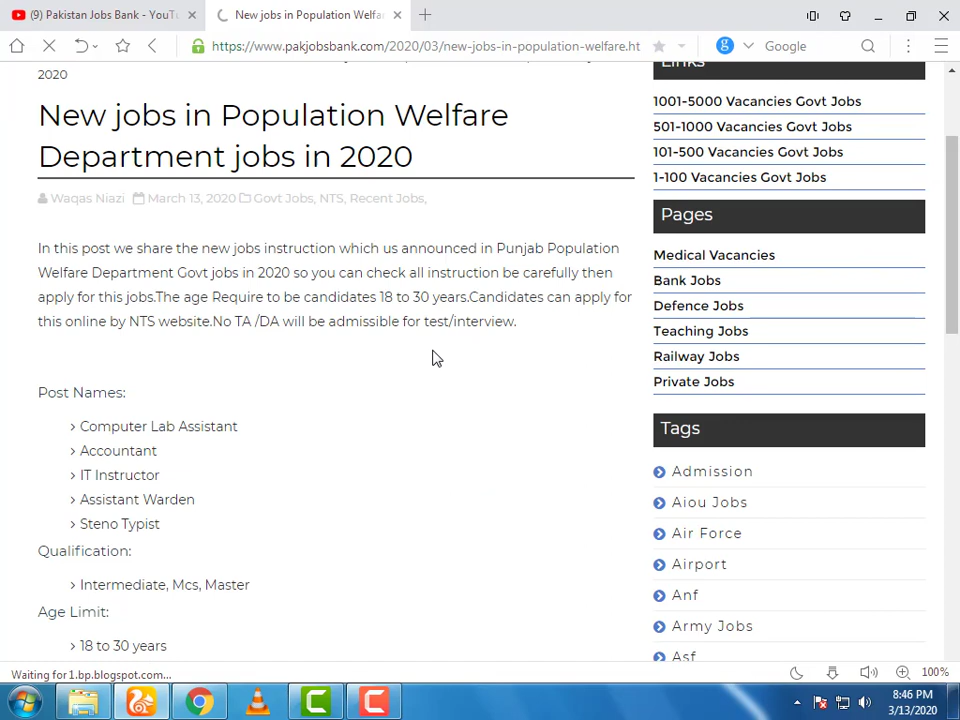 (9) Pakistan Jobs Bank - YouTu
New jobs in Population Welfar
https://www.pakjobsbank.com/2020/03/new-jobs-in-population-welfare.ht
Google
2020
New jobs in Population Welfare
Department jobs in 2020
Waqas Niazi March 13, 2020 Govt Jobs, NTS, Recent Jobs,
In this post we share the new jobs instruction which us announced in Punjab Population
Welfare Department Govt jobs in 2020 so you can check all instruction be carefully then
apply for this jobs.The age Require to be candidates 18 to 30 years.Candidates can apply for
this online by NTS website.No TA /DA will be admissible for test/interview.
Post Names:
Computer Lab Assistant
Accountant
IT Instructor
Assistant Warden
Steno Typist
Qualification:
Intermediate, Mcs, Master
Age Limit:
18 to 30 years
Links
1001-5000 Vacancies Govt Jobs
501-1000 Vacancies Govt Jobs
101-500 Vacancies Govt Jobs
1-100 Vacancies Govt Jobs
Pages
Medical Vacancies
Bank Jobs
Defence Jobs
Teaching Jobs
Railway Jobs
Private Jobs
Tags
Admission
Aiou Jobs
Air Force
Airport
Anf
Army Jobs
Asf
Waiting for 1.bp.blogspot.com...
100%
8:46 PM
3/13/2020